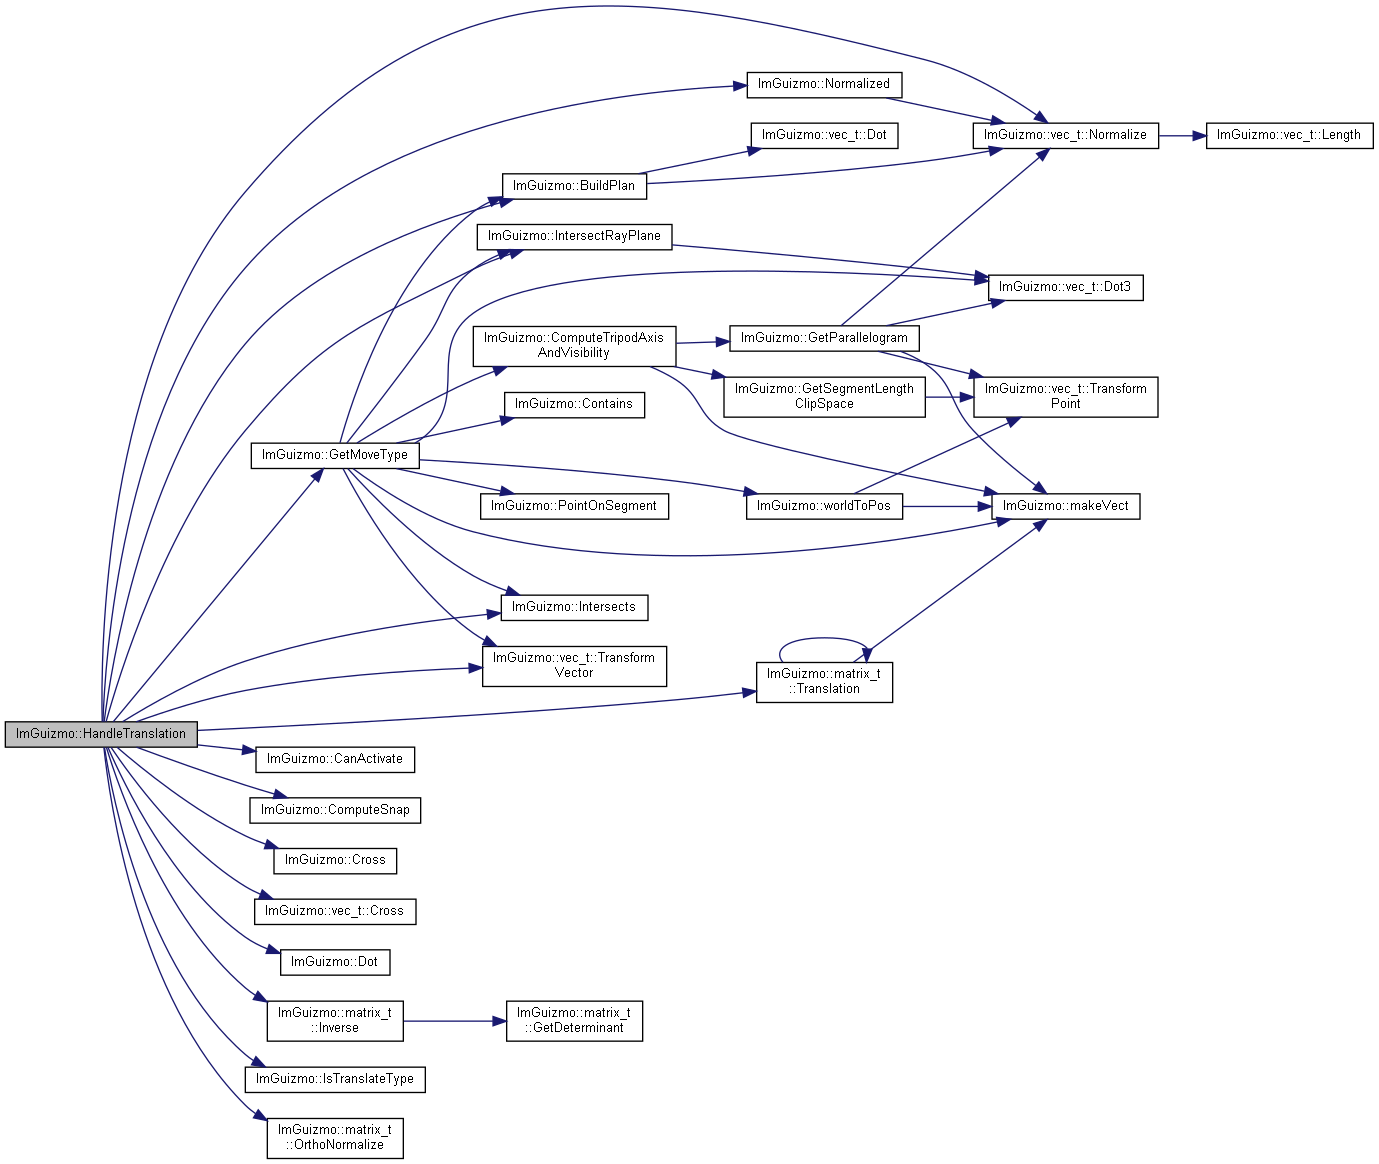 ImGuizmo::Normalized
ImGuizmo::vec_t::Dot
ImGuizmo::vec_t::Normalize
ImGuizmo::vec_t::Length
ImGuizmo::BuildPlan
ImGuizmo::IntersectRayPlane
ImGuizmo::vec_t::Dot3
ImGuizmo::ComputeTripodAxis
AndVisibility
ImGuizmo::GetParallelogram
ImGuizmo::GetSegmentLength
ClipSpace
ImGuizmo::vec_t::Transform
Point
ImGuizmo::Contains
ImGuizmo::GetMoveType
ImGuizmo::PointOnSegment
ImGuizmo::worldToPos
ImGuizmo::makeVect
ImGuizmo::Intersects
ImGuizmo::vec_t::Transform
Vector
ImGuizmo::matrix_t
::Translation
ImGuizmo::HandleTranslation
ImGuizmo::CanActivate
ImGuizmo::ComputeSnap
ImGuizmo::Cross
ImGuizmo::vec_t::Cross
ImGuizmo::Dot
ImGuizmo::matrix_t
::Inverse
ImGuizmo::matrix_t
::GetDeterminant
ImGuizmo::IsTranslateType
ImGuizmo::matrix_t
::OrthoNormalize